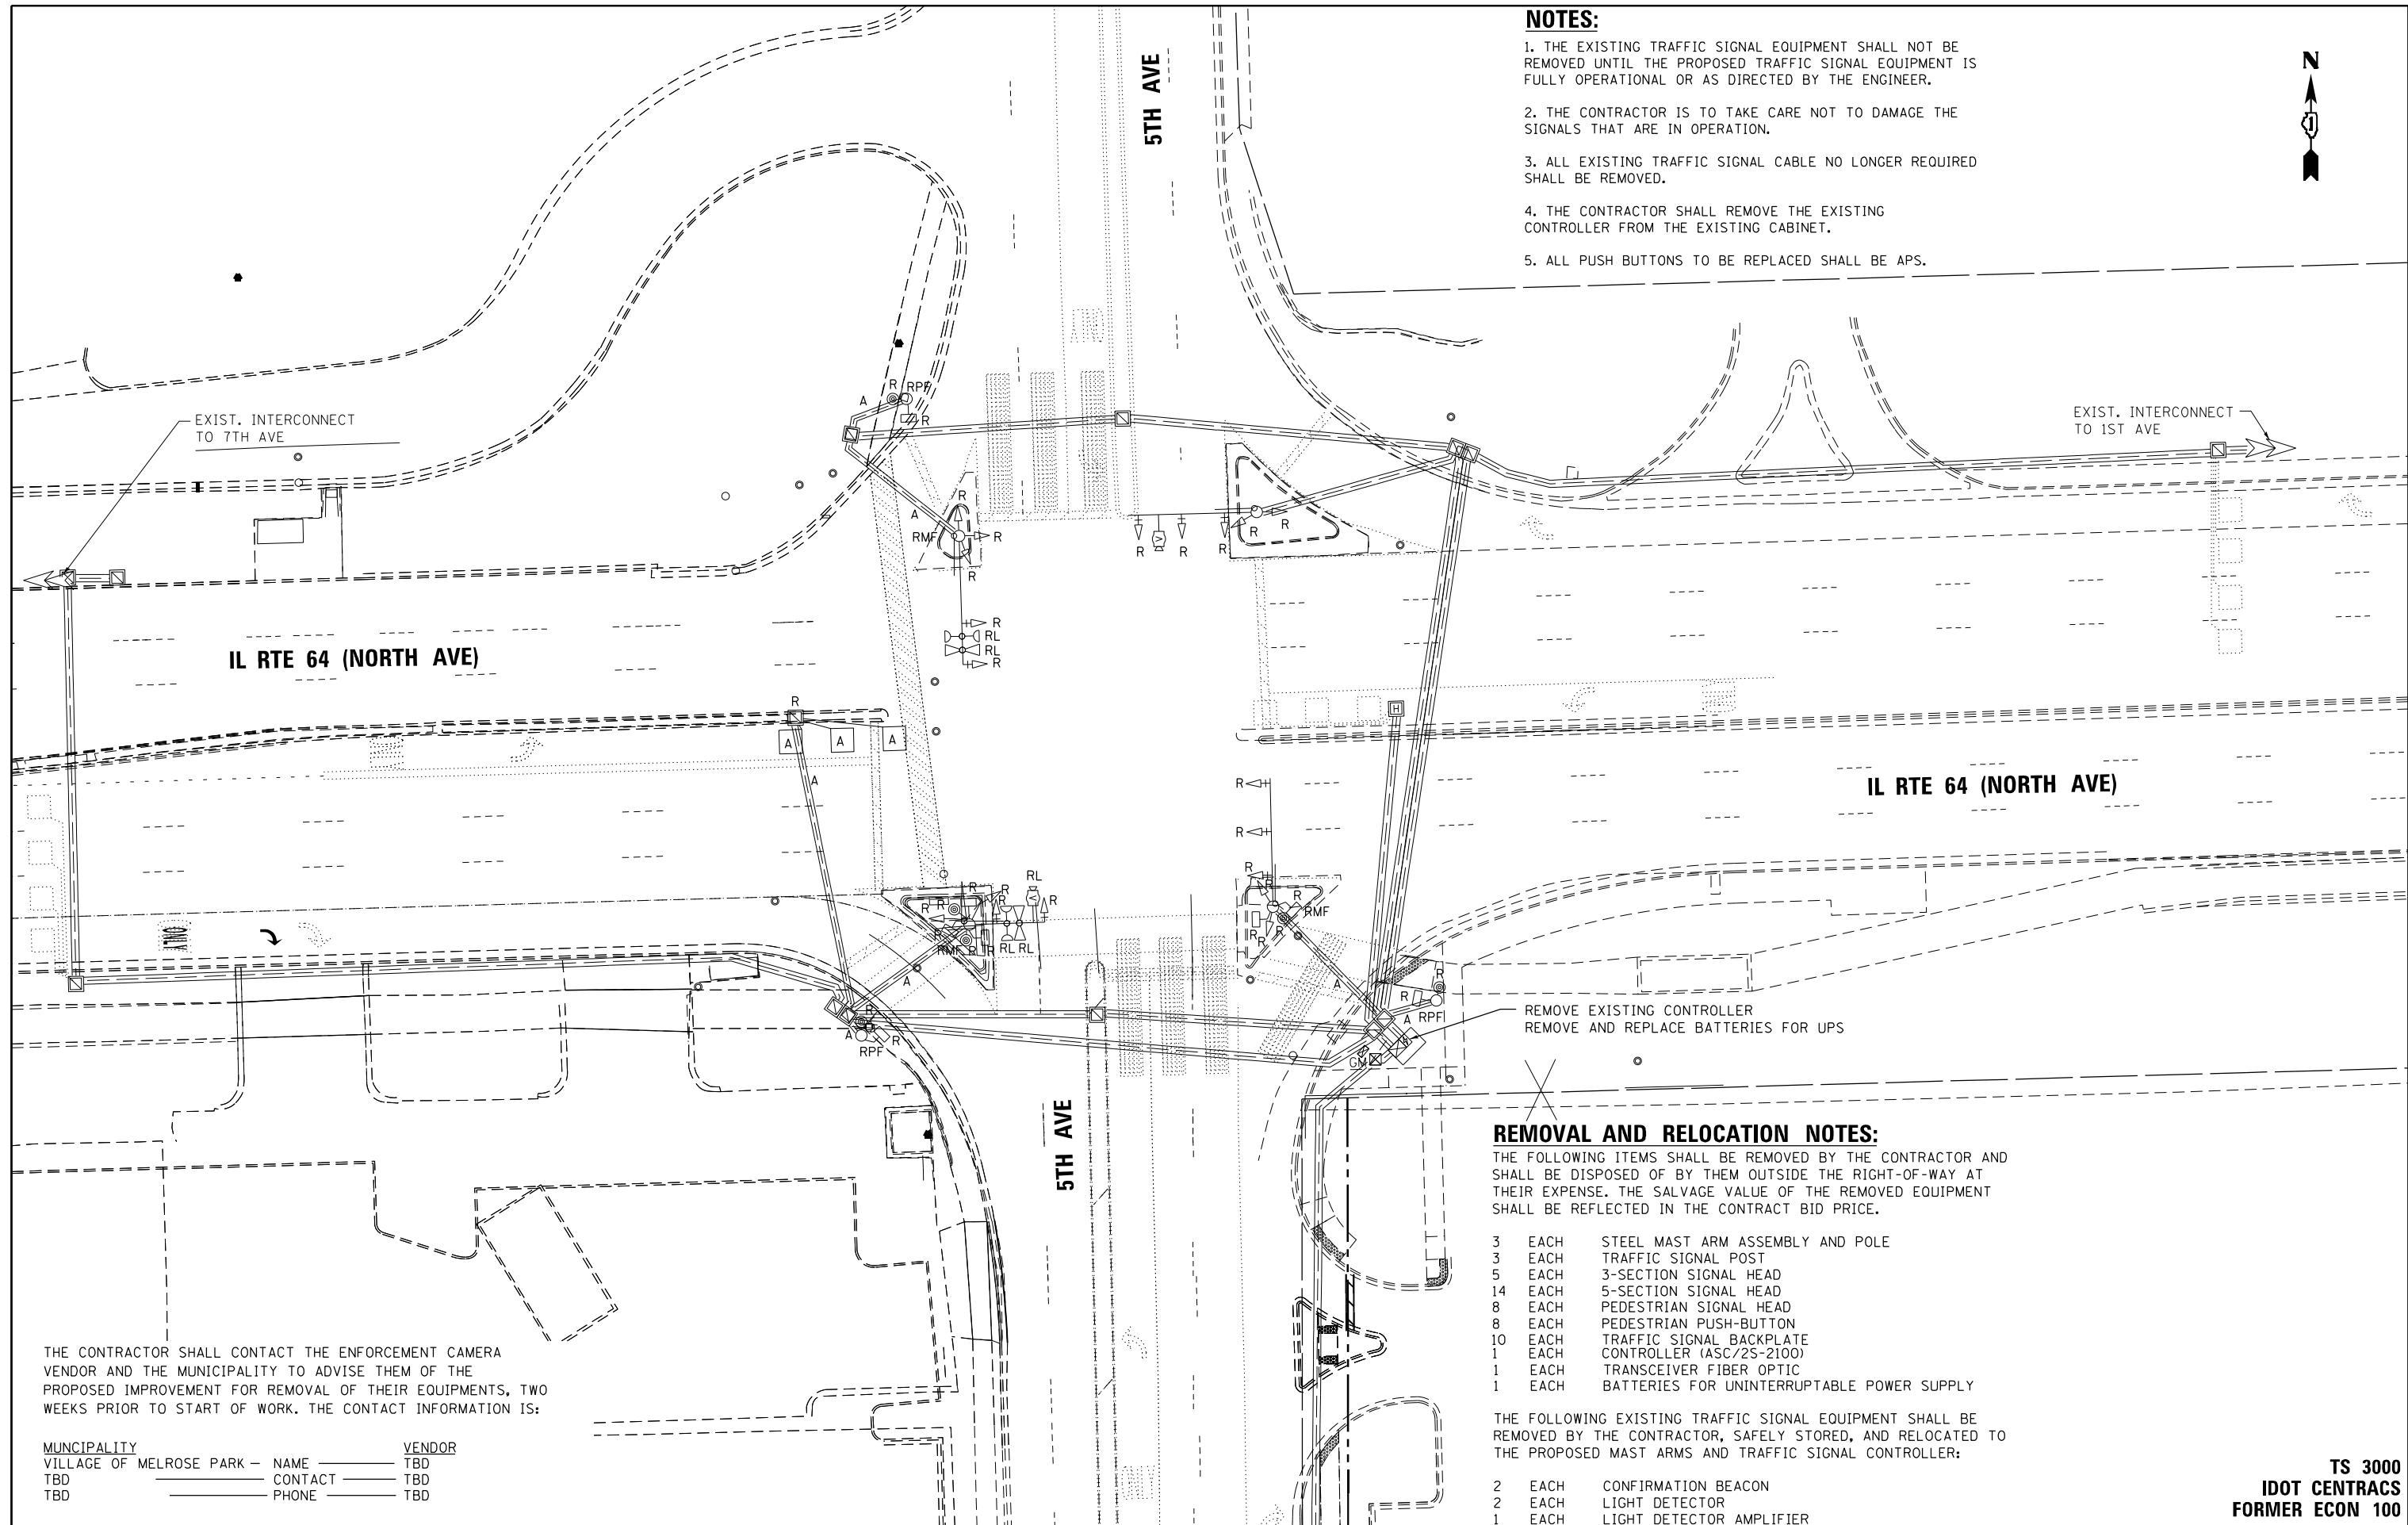 NOTES:
1. THE EXISTING TRAFFIC SIGNAL EQUIPMENT SHALL NOT BE
REMOVED UNTIL THE PROPOSED TRAFFIC SIGNAL EQUIPMENT IS
FULLY OPERATIONAL OR AS DIRECTED BY THE ENGINEER.
2. THE CONTRACTOR IS TO TAKE CARE NOT TO DAMAGE THE
SIGNALS THAT ARE IN OPERATION.
3. ALL EXISTING TRAFFIC SIGNAL CABLE NO LONGER REQUIRED
SHALL BE REMOVED.
4. THE CONTRACTOR SHALL REMOVE THE EXISTING
CONTROLLER FROM THE EXISTING CABINET.
5. ALL PUSH BUTTONS TO BE REPLACED SHALL BE APS.
N
5TH AVE
EXIST. INTERCONNECT
TO 7TH AVE
EXIST. INTERCONNECT
TO 1ST AVE
R RPF
A
R
R
A
RMF
R
R
R
R
R
R
R
R
RL
RL
R
IL RTE 64 (NORTH AVE)
R
A A A
A
H
R
R
IL RTE 64 (NORTH AVE)
RL
R
R
R
R
R
R
RMF
RL RL
A
R
R
RMF
R
R
A
R
R
A RPF
R
A
R
RPF
GM
REMOVE EXISTING CONTROLLER
REMOVE AND REPLACE BATTERIES FOR UPS
5TH AVE
REMOVAL AND RELOCATION NOTES:
THE FOLLOWING ITEMS SHALL BE REMOVED BY THE CONTRACTOR AND
SHALL BE DISPOSED OF BY THEM OUTSIDE THE RIGHT-OF-WAY AT
THEIR EXPENSE. THE SALVAGE VALUE OF THE REMOVED EQUIPMENT
SHALL BE REFLECTED IN THE CONTRACT BID PRICE.
3 EACH STEEL MAST ARM ASSEMBLY AND POLE
3 EACH TRAFFIC SIGNAL POST
5 EACH 3-SECTION SIGNAL HEAD
14 EACH 5-SECTION SIGNAL HEAD
8 EACH PEDESTRIAN SIGNAL HEAD
8 EACH PEDESTRIAN PUSH-BUTTON
10 EACH TRAFFIC SIGNAL BACKPLATE
1 EACH CONTROLLER (ASC/2S-2100)
1 EACH TRANSCEIVER FIBER OPTIC
1 EACH BATTERIES FOR UNINTERRUPTABLE POWER SUPPLY
THE FOLLOWING EXISTING TRAFFIC SIGNAL EQUIPMENT SHALL BE
REMOVED BY THE CONTRACTOR, SAFELY STORED, AND RELOCATED TO
THE PROPOSED MAST ARMS AND TRAFFIC SIGNAL CONTROLLER:
2 EACH CONFIRMATION BEACON
2 EACH LIGHT DETECTOR
1 EACH LIGHT DETECTOR AMPLIFIER
THE CONTRACTOR SHALL CONTACT THE ENFORCEMENT CAMERA
VENDOR AND THE MUNICIPALITY TO ADVISE THEM OF THE
PROPOSED IMPROVEMENT FOR REMOVAL OF THEIR EQUIPMENTS, TWO
WEEKS PRIOR TO START OF WORK. THE CONTACT INFORMATION IS:
MUNCIPALITY VENDOR
VILLAGE OF MELROSE PARK — NAME — TBD
TBD — CONTACT — TBD
TBD — PHONE — TBD
TS 3000
IDOT CENTRACS
FORMER ECON 100